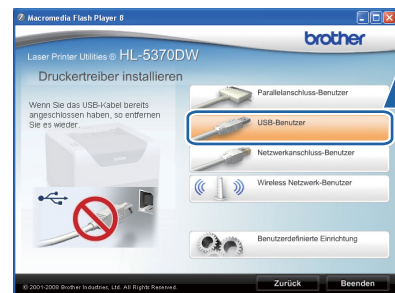 Macromedia Flash Player 8
brother
Laser Printer Utilities ® HL-5370DW
Druckertreiber installieren
Wenn Sie das USB-Kabel bereits
angeschlossen haben, so entfernen
Sie es wieder.
Parallelanschluss-Benutzer
USB-Benutzer
Netzwerkanschluss-Benutzer
Wireless Netzwerk-Benutzer
Benutzerdefinierte Einrichtung
© 2001-2009 Brother Industries, Ltd. All Rights Reserved.
Zurück
Beenden